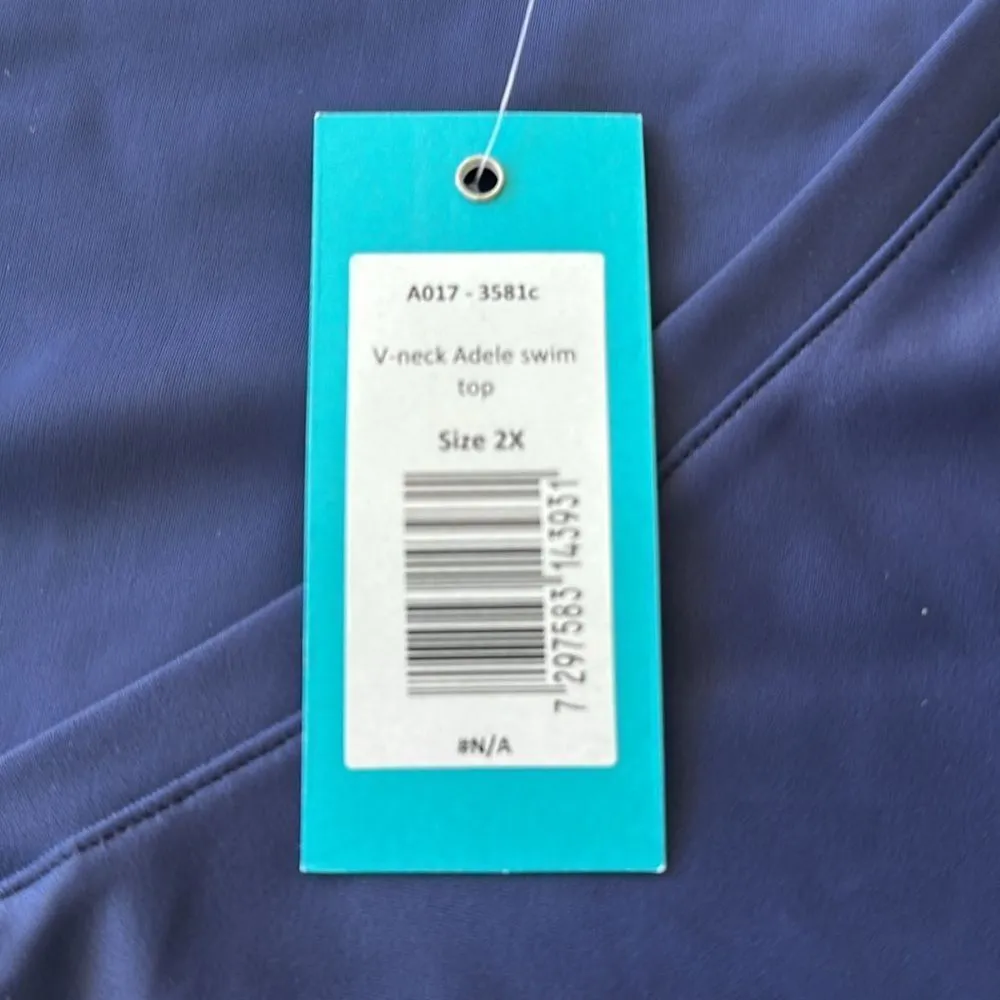 A017 - 3581c
V-neck Adele swim
top
Size 2X
7 297583 143931
#N/A